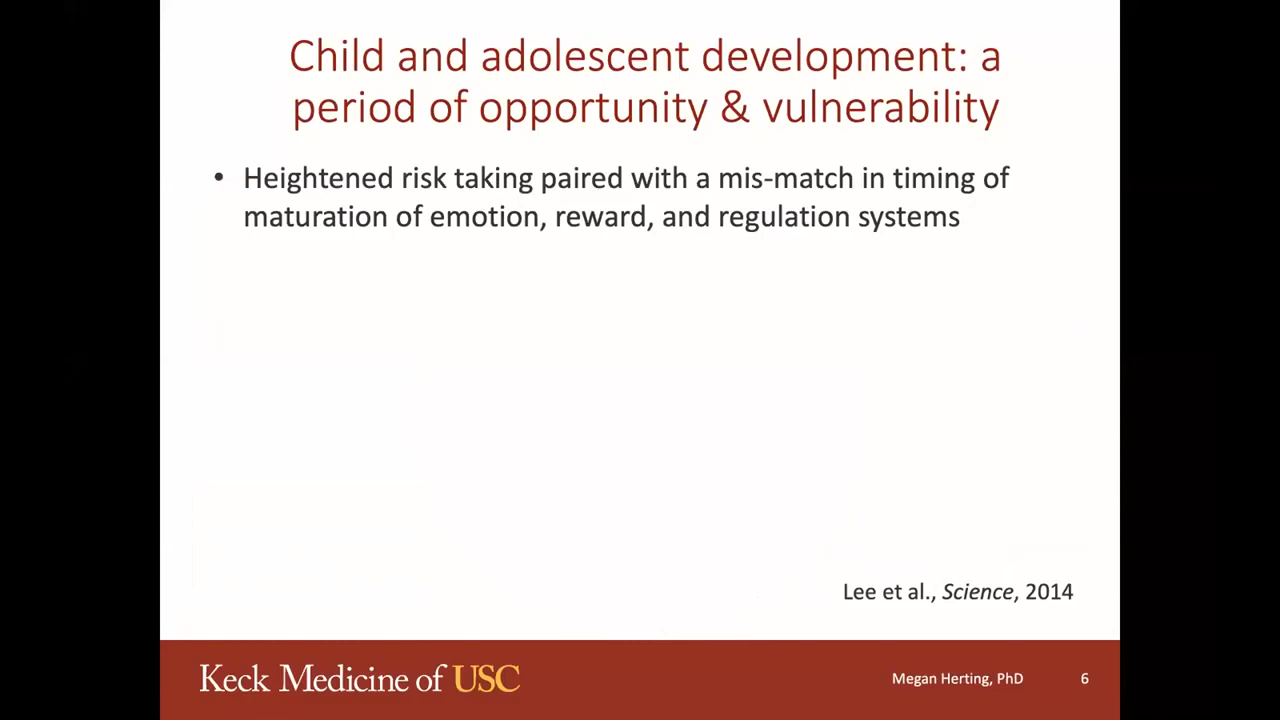 Child and adolescent development: a
period of opportunity & vulnerability
• Heightened risk taking paired with a mis-match in timing of
maturation of emotion, reward, and regulation systems
Lee et al., Science, 2014
Keck Medicine of USC
Megan Herting, PhD
6